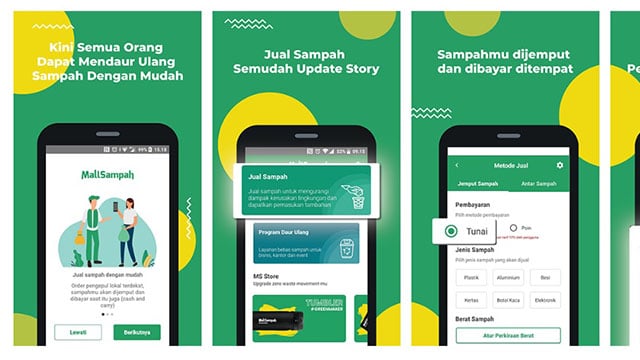 Kini Semua Orang
Dapat Mendaur Ulang
Sampah Dengan Mudah
15.18
MallSampah
Jual sampah dengan mudah
Order pengepul lokal terdekat,
sampahmu akan dijemput dan
dibayar saat itu juga (cash and
carry)
Lewati
Berikutnya
Jual Sampah
Semudah Update Story
33% 09.13
Jual Sampah
Jual sampah untuk mengurangi
dampak kerusakan lingkungan dan
dapatkan pemasukan tambahan
Program Daur Ulang
Layanan bebas sampah untuk
bisnis, kantor dan event
MS Store
Upgrade zero waste movement-mu
TUMBLER
#GREENMAKER
MallSampah
Sampahmu dijemput
dan dibayar ditempat
Metode Jual
Jemput Sampah
Antar Sampah
Pembayaran
Pilih metode pembayaran
Tunai
Poin
Jenis Sampah
Pilih jenis sampah yang akan dijual
Plastik
Aluminium
Besi
Kertas
Botol Kaca
Elektronik
Berat Sampah
Atur Perkiraan Berat
Pe